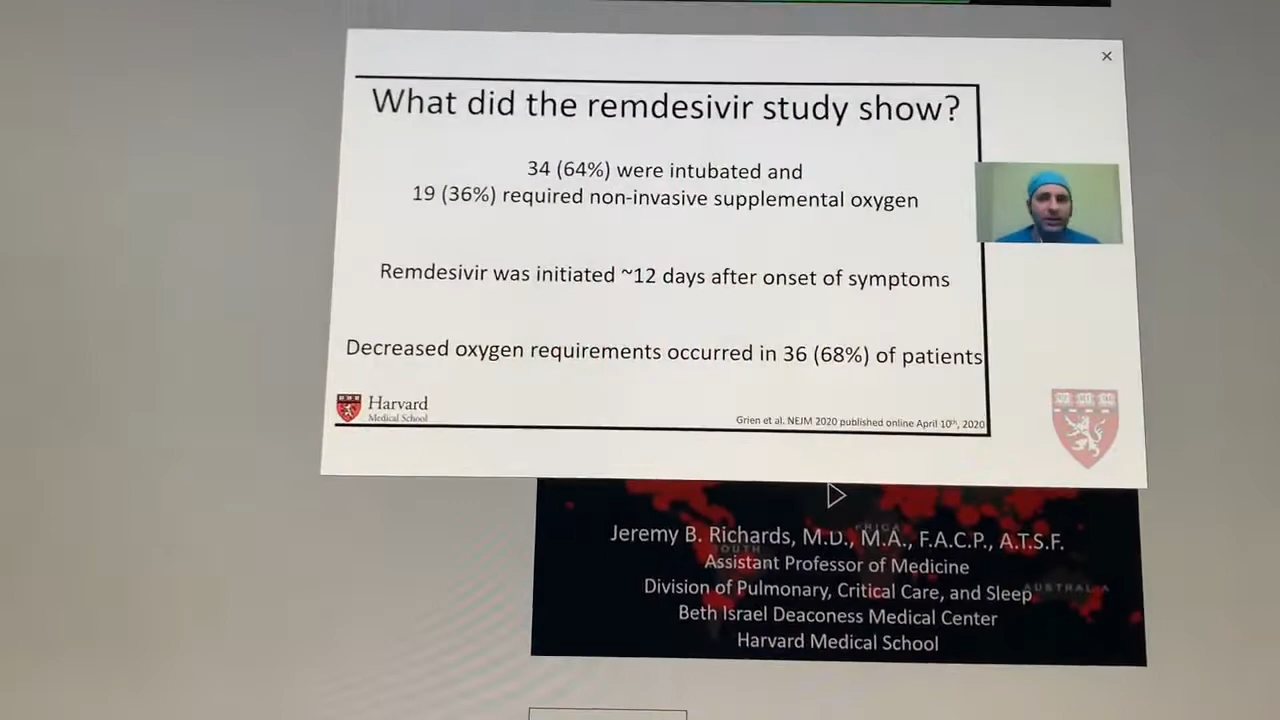 ×
What did the remdesivir study show?
34 (64%) were intubated and
19 (36%) required non-invasive supplemental oxygen
Remdesivir was initiated ~12 days after onset of symptoms
Decreased oxygen requirements occurred in 36 (68%) of patients
Harvard
Medical School
Grien et al. NEJM 2020 published online April 10th, 2020
AFRICA
Jeremy B. Richards, M.D., M.A., F.A.C.P., A.T.S.F.
SOUTH
Assistant Professor of Medicine
Division of Pulmonary, Critical Care, and Sleep
AUSTRALIA
Beth Israel Deaconess Medical Center
Harvard Medical School